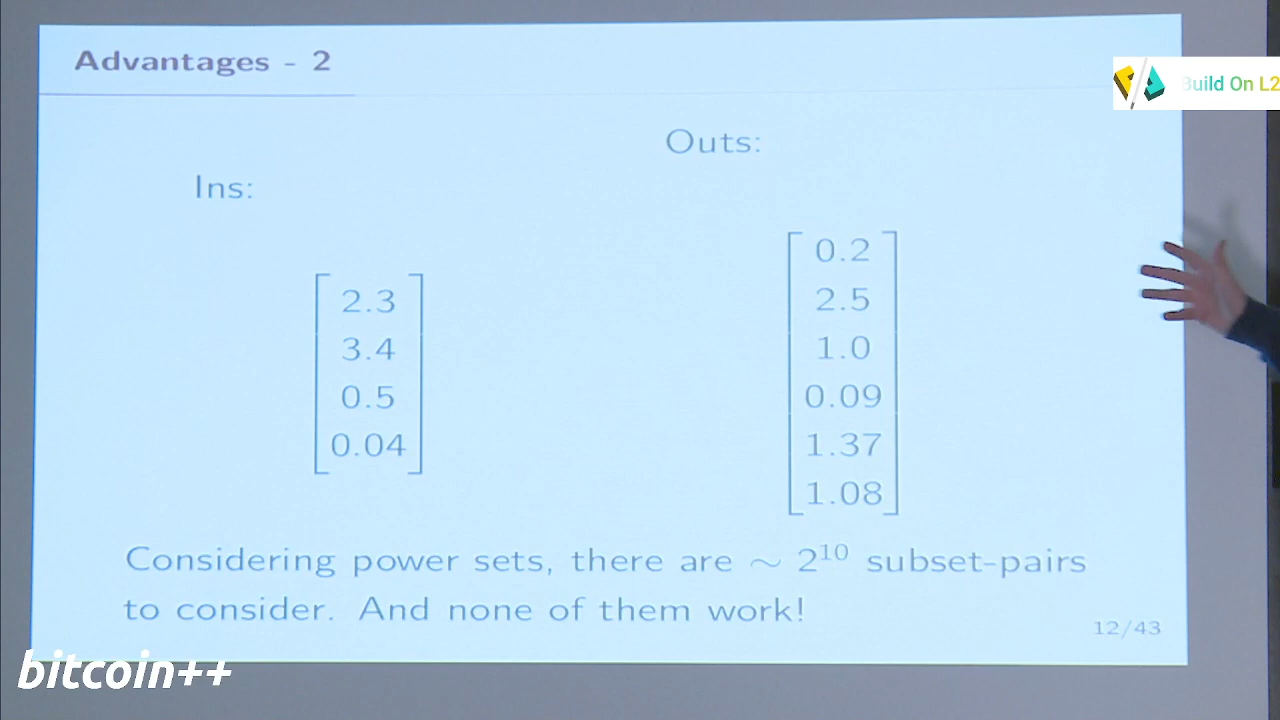 Advantages - 2
Build On L2
Outs:
Ins:
2.3
3.4
0.5
0.04
0.2
2.5
1.0
0.09
1.37
1.08
Considering power sets, there are ∼ 2¹⁰ subset-pairs
to consider. And none of them work!
12/43
bitcoin++